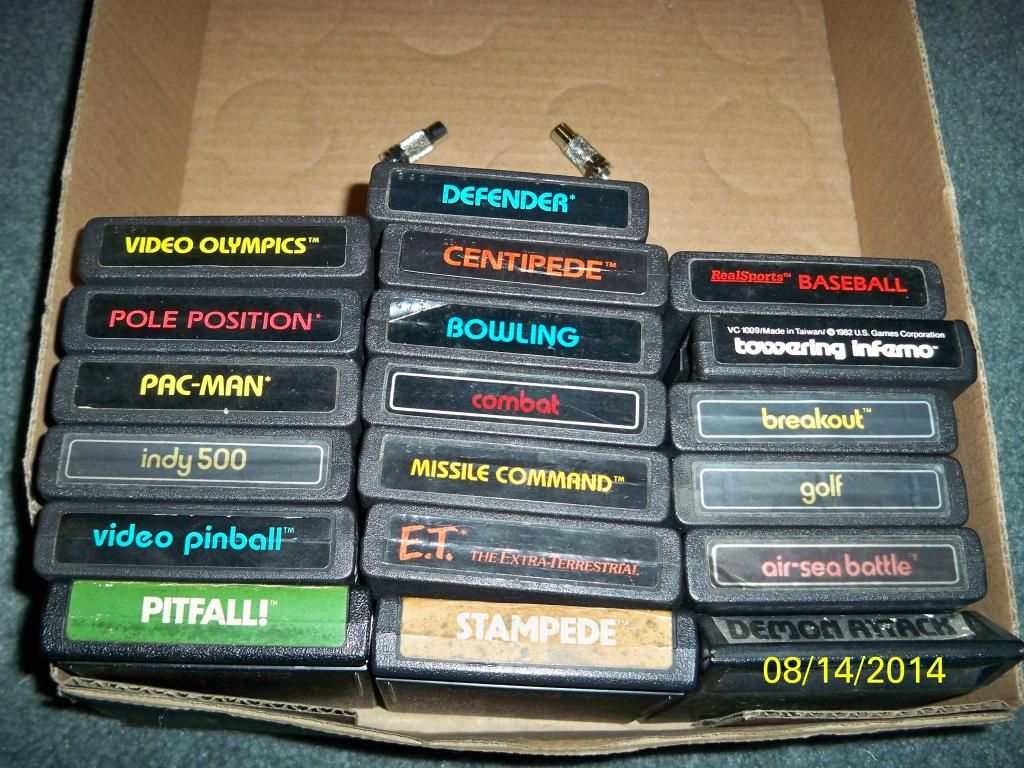 DEFENDER*
VIDEO OLYMPICS™
CENTIPEDE™
RealSports™ BASEBALL
POLE POSITION*
BOWLING
VC 1009/Made in Taiwan/ © 1982 U.S. Games Corporation
towering inferno™
PAC-MAN*
combat
breakout™
indy 500
MISSILE COMMAND™
golf
video pinball™
E.T.* THE EXTRA-TERRESTRIAL
air-sea battle™
PITFALL!™
STAMPEDE™
DEMON ATTACK
08/14/2014